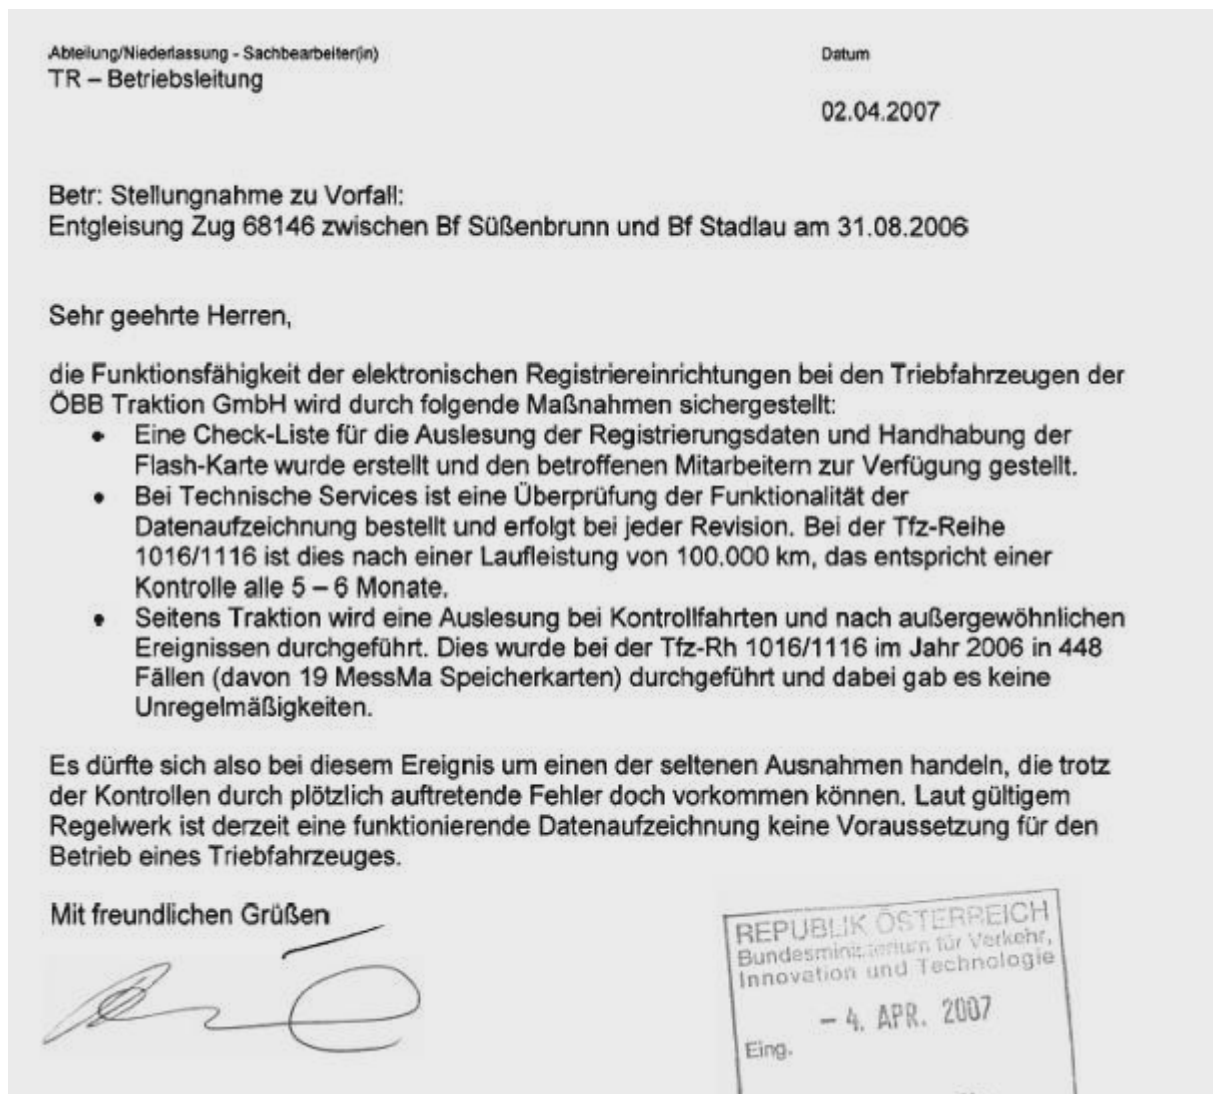 Abteilung/Niederlassung - Sachbearbeiter(in)
Datum
TR – Betriebsleitung
02.04.2007
Betr: Stellungnahme zu Vorfall:
Entgleisung Zug 68146 zwischen Bf Süßenbrunn und Bf Stadlau am 31.08.2006
Sehr geehrte Herren,
die Funktionsfähigkeit der elektronischen Registriereinrichtungen bei den Triebfahrzeugen der
ÖBB Traktion GmbH wird durch folgende Maßnahmen sichergestellt:
• Eine Check-Liste für die Auslesung der Registrierungsdaten und Handhabung der
Flash-Karte wurde erstellt und den betroffenen Mitarbeitern zur Verfügung gestellt.
• Bei Technische Services ist eine Überprüfung der Funktionalität der
Datenaufzeichnung bestellt und erfolgt bei jeder Revision. Bei der Tfz-Reihe
1016/1116 ist dies nach einer Laufleistung von 100.000 km, das entspricht einer
Kontrolle alle 5 – 6 Monate.
• Seitens Traktion wird eine Auslesung bei Kontrollfahrten und nach außergewöhnlichen
Ereignissen durchgeführt. Dies wurde bei der Tfz-Rh 1016/1116 im Jahr 2006 in 448
Fällen (davon 19 MessMa Speicherkarten) durchgeführt und dabei gab es keine
Unregelmäßigkeiten.
Es dürfte sich also bei diesem Ereignis um einen der seltenen Ausnahmen handeln, die trotz
der Kontrollen durch plötzlich auftretende Fehler doch vorkommen können. Laut gültigem
Regelwerk ist derzeit eine funktionierende Datenaufzeichnung keine Voraussetzung für den
Betrieb eines Triebfahrzeuges.
Mit freundlichen Grüßen
REPUBLIK ÖSTERREICH
Bundesministerium für Verkehr,
Innovation und Technologie
– 4. APR. 2007
Eing.